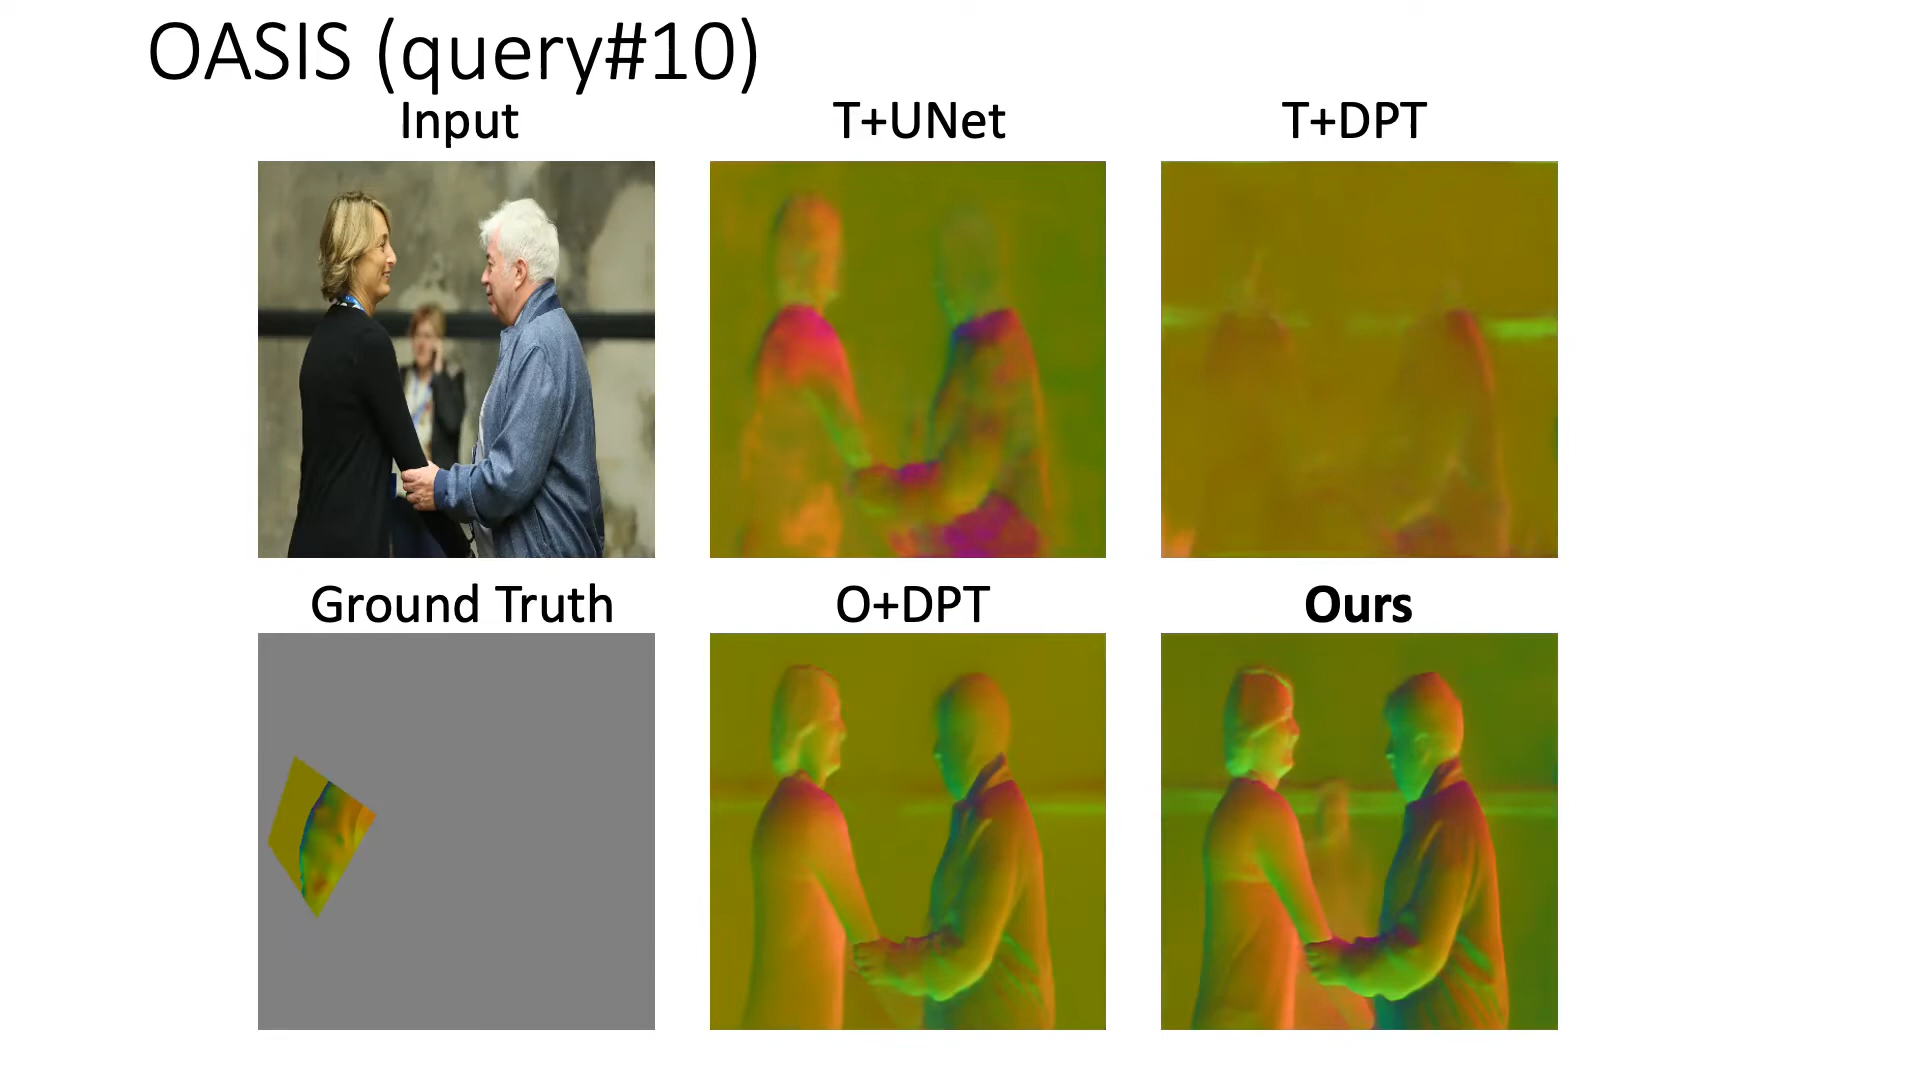 OASIS (query#10)
Input
T+UNet
T+DPT
Ground Truth
O+DPT
Ours